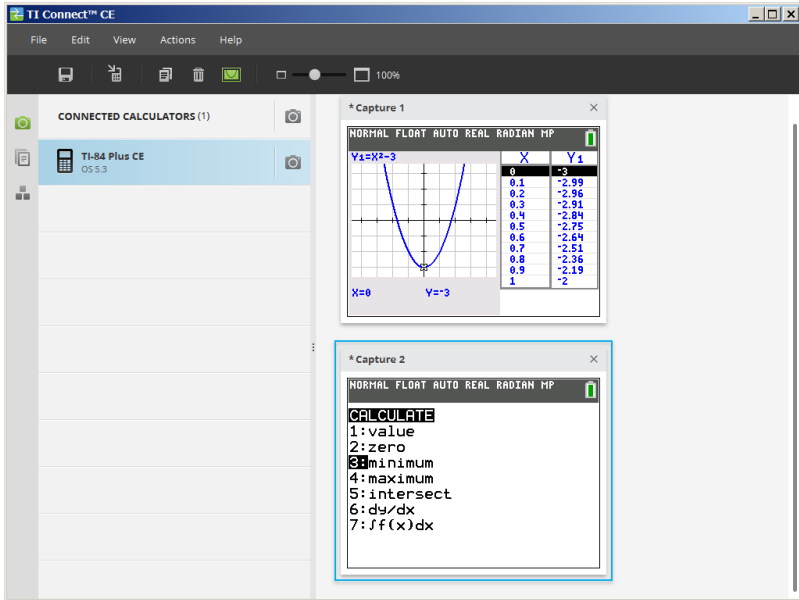 TI Connect™ CE
File Edit View Actions Help
100%
CONNECTED CALCULATORS (1)
TI-84 Plus CE
OS 5.3
*Capture 1
NORMAL FLOAT AUTO REAL RADIAN MP
Y₁=X²-3
X Y₁
0 -3
0.1 -2.99
0.2 -2.96
0.3 -2.91
0.4 -2.84
0.5 -2.75
0.6 -2.64
0.7 -2.51
0.8 -2.36
0.9 -2.19
1 -2
X=0 Y=-3
*Capture 2
NORMAL FLOAT AUTO REAL RADIAN MP
CALCULATE
1:value
2:zero
3:minimum
4:maximum
5:intersect
6:dy/dx
7:∫f(x)dx